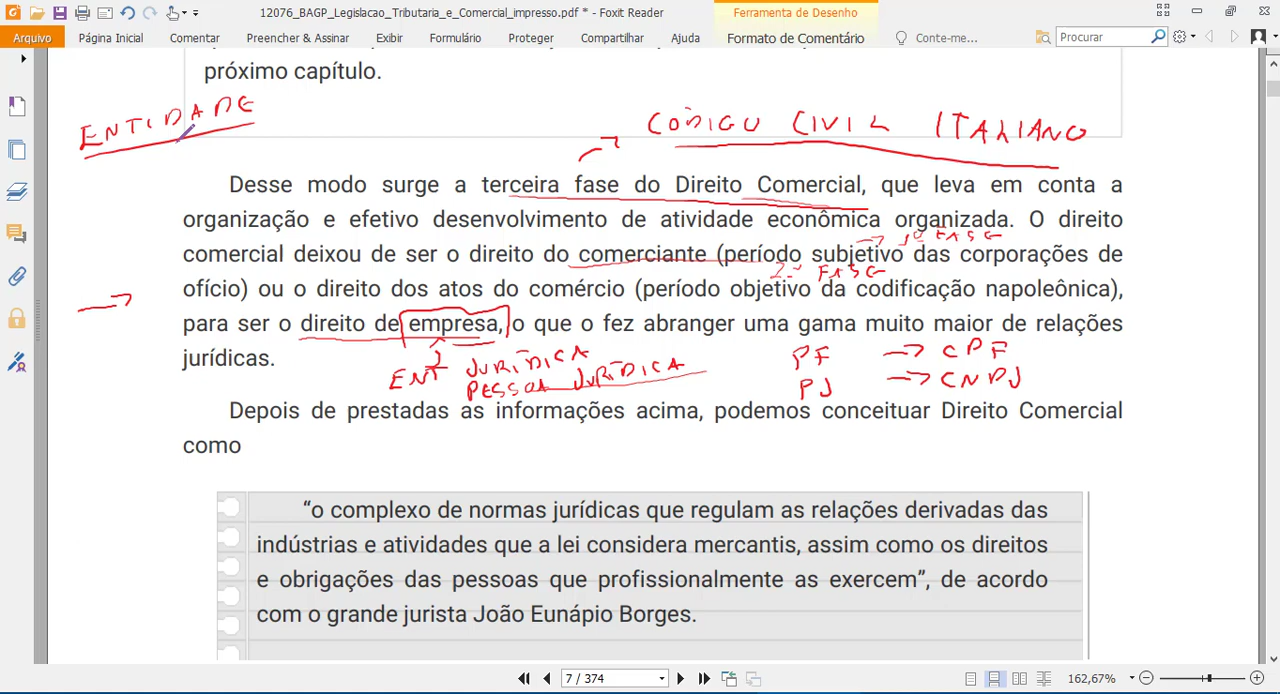 12076_BAGP_Legislacao_Tributaria_e_Comercial_impresso.pdf * - Foxit Reader
Ferramenta de Desenho
Arquivo Página Inicial Comentar Preencher & Assinar Exibir Formulário Proteger Compartilhar Ajuda Formato de Comentário Conte-me... Procurar
próximo capítulo.
ENTIDADE
CÓDIGO CIVIL ITALIANO
Desse modo surge a terceira fase do Direito Comercial, que leva em conta a
organização e efetivo desenvolvimento de atividade econômica organizada. O direito
1ª FASE
comercial deixou de ser o direito do comerciante (período subjetivo das corporações de
2ª FASE
ofício) ou o direito dos atos do comércio (período objetivo da codificação napoleônica),
para ser o direito de empresa, o que o fez abranger uma gama muito maior de relações
jurídicas.
ENT JURÍDICA
PESSOA JURÍDICA
PF → CPF
PJ → CNPJ
Depois de prestadas as informações acima, podemos conceituar Direito Comercial
como
“o complexo de normas jurídicas que regulam as relações derivadas das
indústrias e atividades que a lei considera mercantis, assim como os direitos
e obrigações das pessoas que profissionalmente as exercem”, de acordo
com o grande jurista João Eunápio Borges.
7 / 374
162,67%